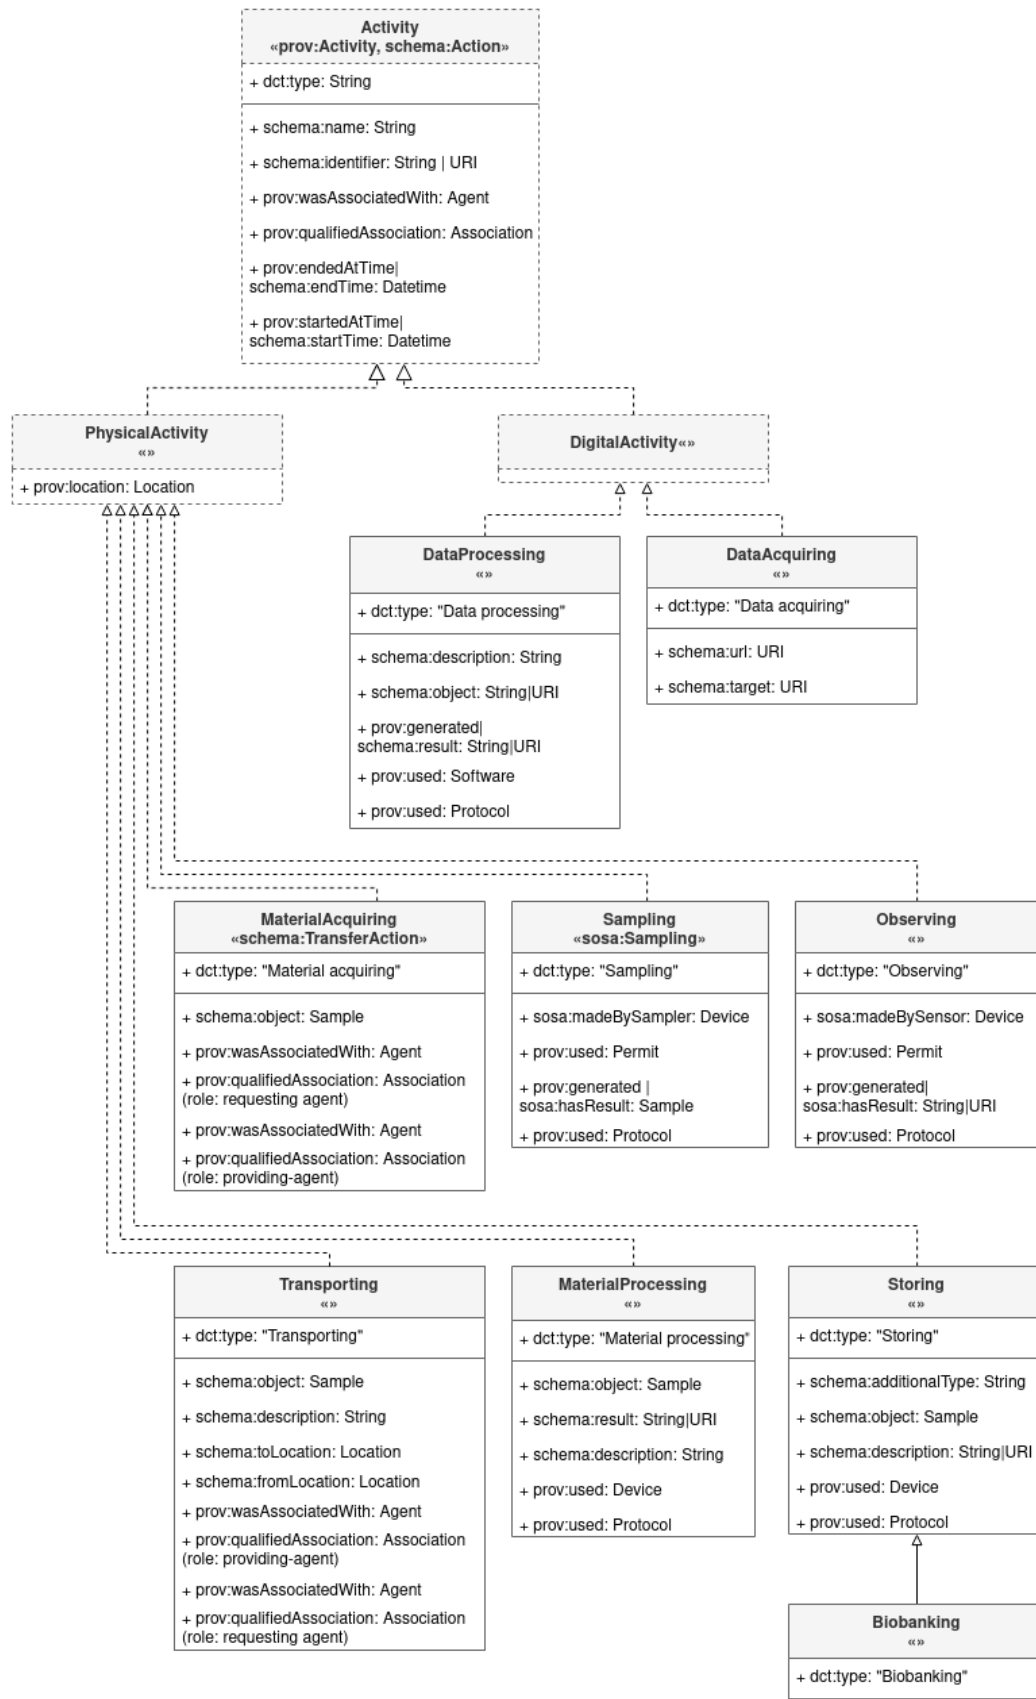 Activity
«prov:Activity, schema:Action»
+ dct:type: String
+ schema:name: String
+ schema:identifier: String | URI
+ prov:wasAssociatedWith: Agent
+ prov:qualifiedAssociation: Association
+ prov:endedAtTime|
schema:endTime: Datetime
+ prov:startedAtTime|
schema:startTime: Datetime
PhysicalActivity
«»
+ prov:location: Location
DigitalActivity«»
DataProcessing
«»
+ dct:type: "Data processing"
+ schema:description: String
+ schema:object: String|URI
+ prov:generated|
schema:result: String|URI
+ prov:used: Software
+ prov:used: Protocol
DataAcquiring
«»
+ dct:type: "Data acquiring"
+ schema:url: URI
+ schema:target: URI
MaterialAcquiring
«schema:TransferAction»
+ dct:type: "Material acquiring"
+ schema:object: Sample
+ prov:wasAssociatedWith: Agent
+ prov:qualifiedAssociation: Association
(role: requesting agent)
+ prov:wasAssociatedWith: Agent
+ prov:qualifiedAssociation: Association
(role: providing-agent)
Sampling
«sosa:Sampling»
+ dct:type: "Sampling"
+ sosa:madeBySampler: Device
+ prov:used: Permit
+ prov:generated |
sosa:hasResult: Sample
+ prov:used: Protocol
Observing
«»
+ dct:type: "Observing"
+ sosa:madeBySensor: Device
+ prov:used: Permit
+ prov:generated|
sosa:hasResult: String|URI
+ prov:used: Protocol
Transporting
«»
+ dct:type: "Transporting"
+ schema:object: Sample
+ schema:description: String
+ schema:toLocation: Location
+ schema:fromLocation: Location
+ prov:wasAssociatedWith: Agent
+ prov:qualifiedAssociation: Association
(role: providing-agent)
+ prov:wasAssociatedWith: Agent
+ prov:qualifiedAssociation: Association
(role: requesting agent)
MaterialProcessing
«»
+ dct:type: "Material processing"
+ schema:object: Sample
+ schema:result: String|URI
+ schema:description: String
+ prov:used: Device
+ prov:used: Protocol
Storing
«»
+ dct:type: "Storing"
+ schema:additionalType: String
+ schema:object: Sample
+ schema:description: String|URI
+ prov:used: Device
+ prov:used: Protocol
Biobanking
«»
+ dct:type: "Biobanking"